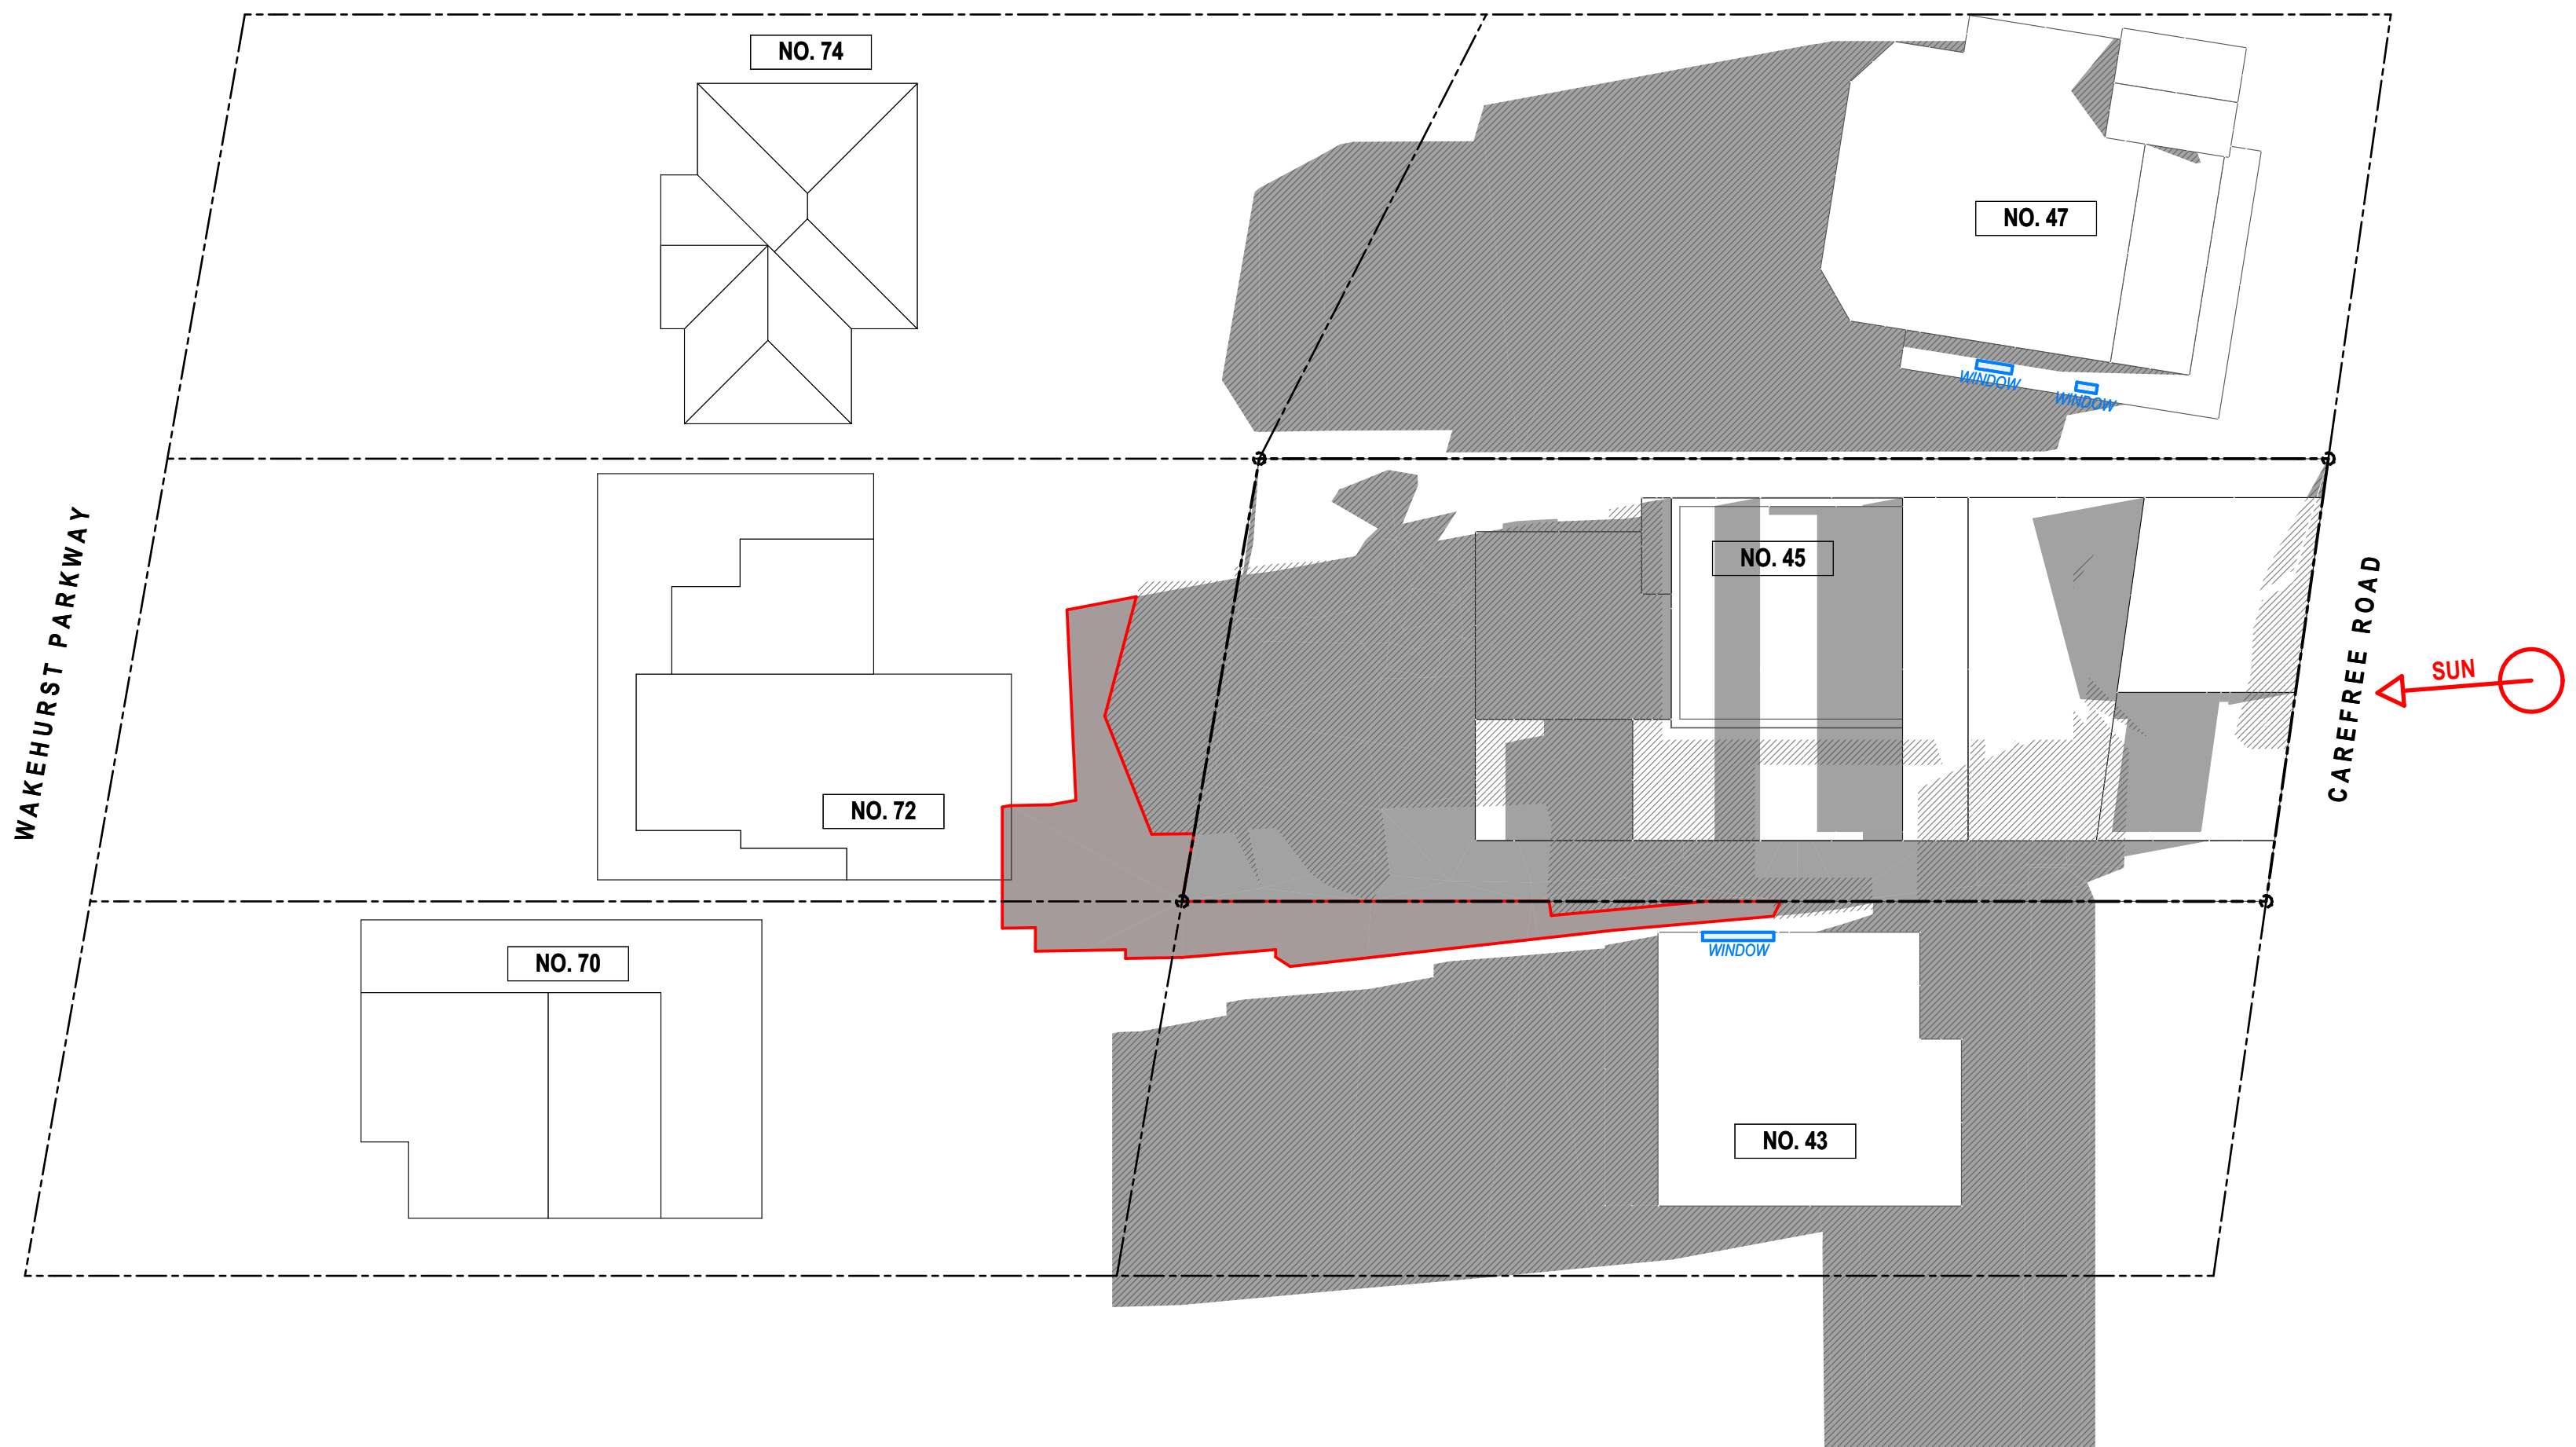 NO. 74
NO. 47
WINDOW
WINDOW
WAKEHURST PARKWAY
NO. 45
CAREFREE ROAD
SUN
NO. 72
NO. 70
WINDOW
NO. 43